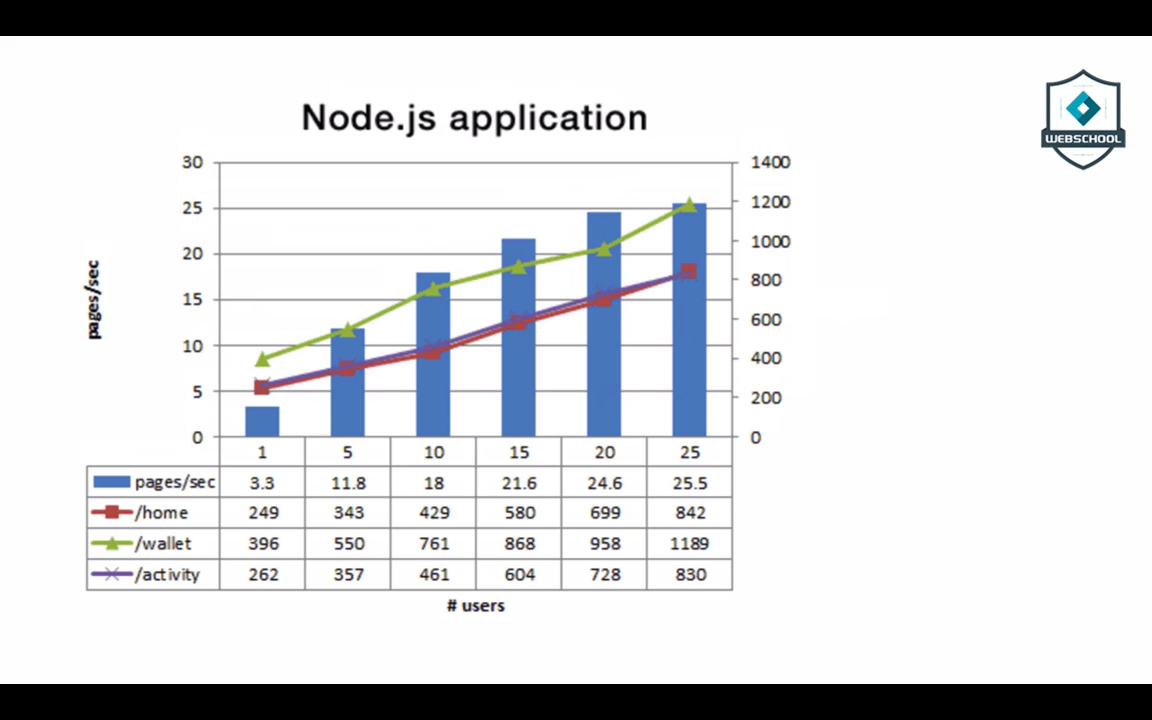 WEBSCHOOL
Node.js application
30 1400
25 1200
20 1000
15 800
10 600
5 400
0 200
0
pages/sec
1 5 10 15 20 25
pages/sec 3.3 11.8 18 21.6 24.6 25.5
/home 249 343 429 580 699 842
/wallet 396 550 761 868 958 1189
/activity 262 357 461 604 728 830
# users